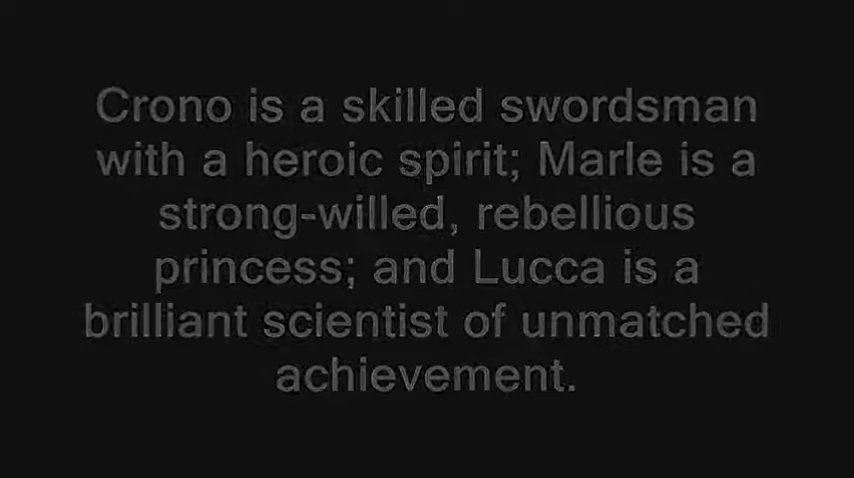 Crono is a skilled swordsman
with a heroic spirit; Marle is a
strong-willed, rebellious
princess; and Lucca is a
brilliant scientist of unmatched
achievement.